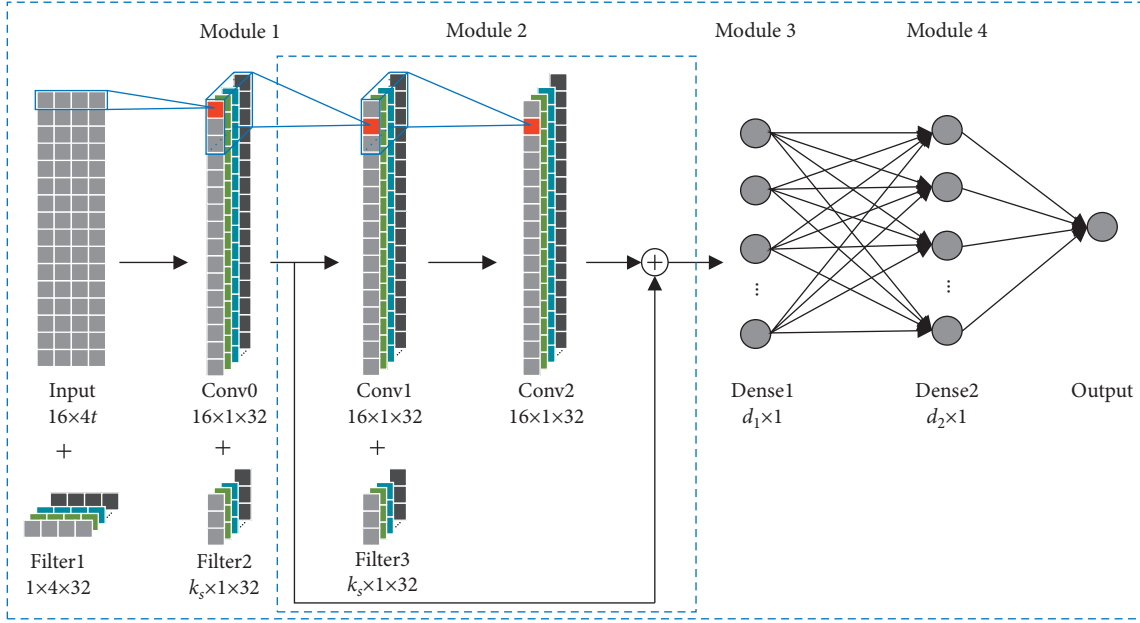 Module 1
Module 2
Module 3
Module 4
Input
16×4t
+
Filter1
1×4×32
Conv0
16×1×32
+
Filter2
kₛ×1×32
Conv1
16×1×32
+
Filter3
kₛ×1×32
Conv2
16×1×32
+
...
Dense1
d₁×1
...
Dense2
d₂×1
Output